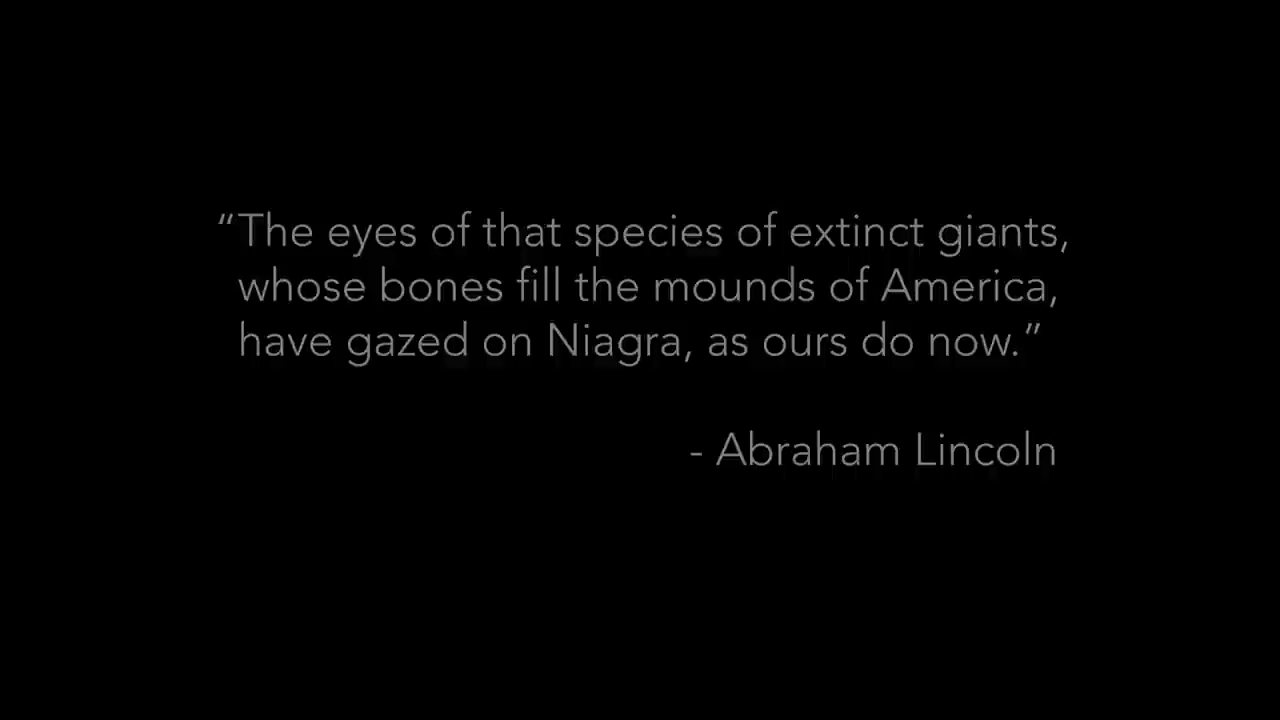 “The eyes of that species of extinct giants,
whose bones fill the mounds of America,
have gazed on Niagra, as ours do now.”
- Abraham Lincoln